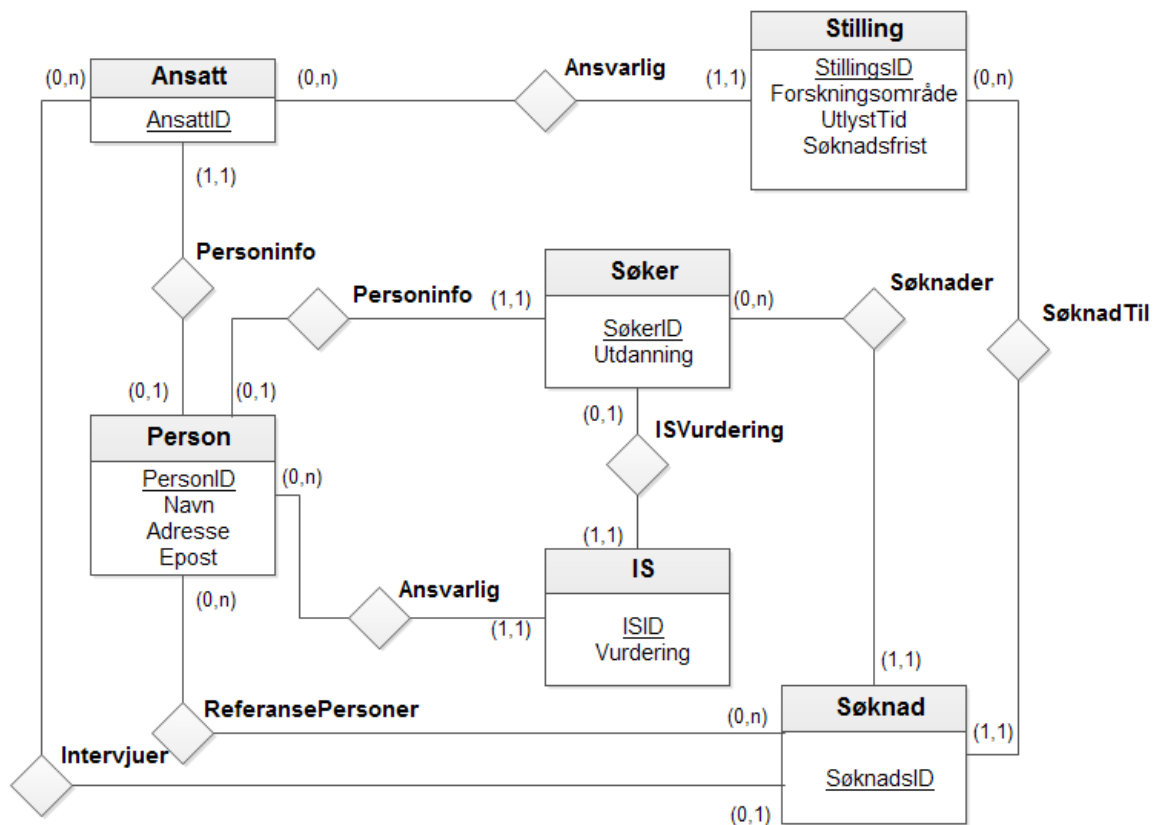 Stilling
StillingsID
Forskningsområde
UtlystTid
Søknadsfrist
Ansatt
AnsattID
(0,n)
(0,n)
Ansvarlig
(1,1)
(0,n)
(1,1)
Personinfo
Personinfo
(1,1)
Søker
SøkerID
Utdanning
(0,n)
Søknader
SøknadTil
(0,1)
(0,1)
(0,1)
ISVurdering
Person
PersonID
Navn
Adresse
Epost
(0,n)
(1,1)
IS
ISID
Vurdering
Ansvarlig
(1,1)
(0,n)
(1,1)
ReferansePersoner
(0,n)
Søknad
SøknadsID
(1,1)
Intervjuer
(0,1)